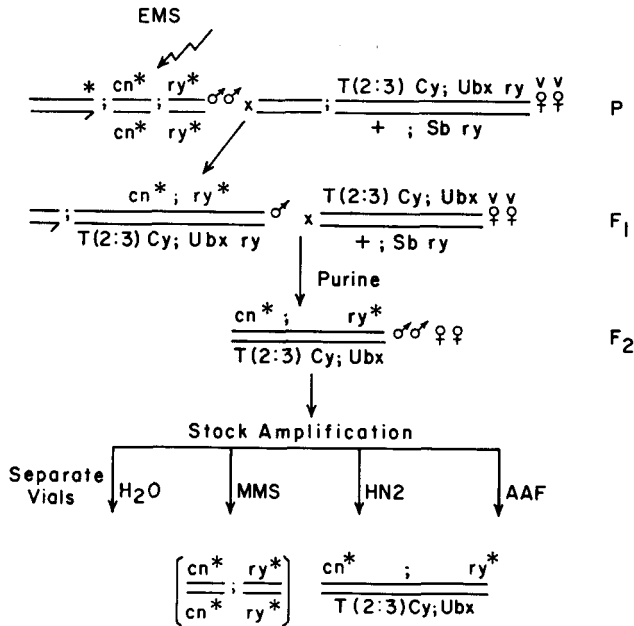 EMS
* ; cn* ; ry* ♂♂ x ; T(2:3) Cy; Ubx ry v v ♀♀ P
cn* ry* + ; Sb ry
; cn* ; ry* ♂ x T(2:3) Cy; Ubx v v ♀♀ F1
T(2:3) Cy; Ubx ry + ; Sb ry
Purine
cn* ; ry* ♂♂ ♀♀ F2
T(2:3) Cy; Ubx
Stock Amplification
Separate Vials H2O MMS HN2 AAF
[cn* ; ry*] cn* ; ry*
cn* ry* T(2:3)Cy;Ubx